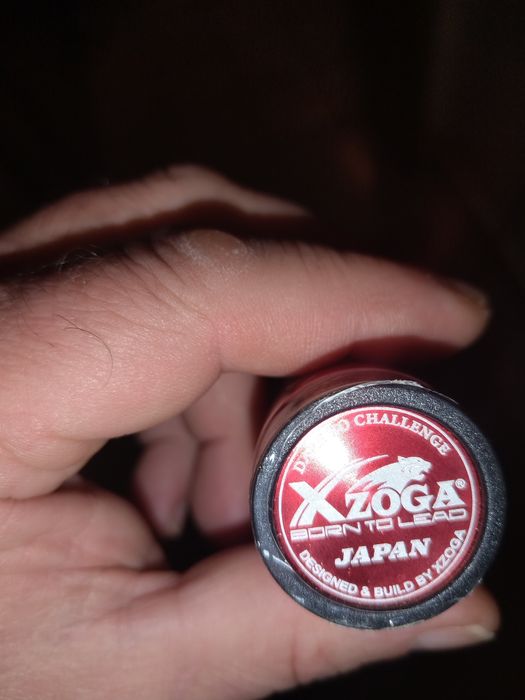 CHALLENGE
XZOGA®
BORN TO LEAD
JAPAN
DESIGNED & BUILD BY XZOGA